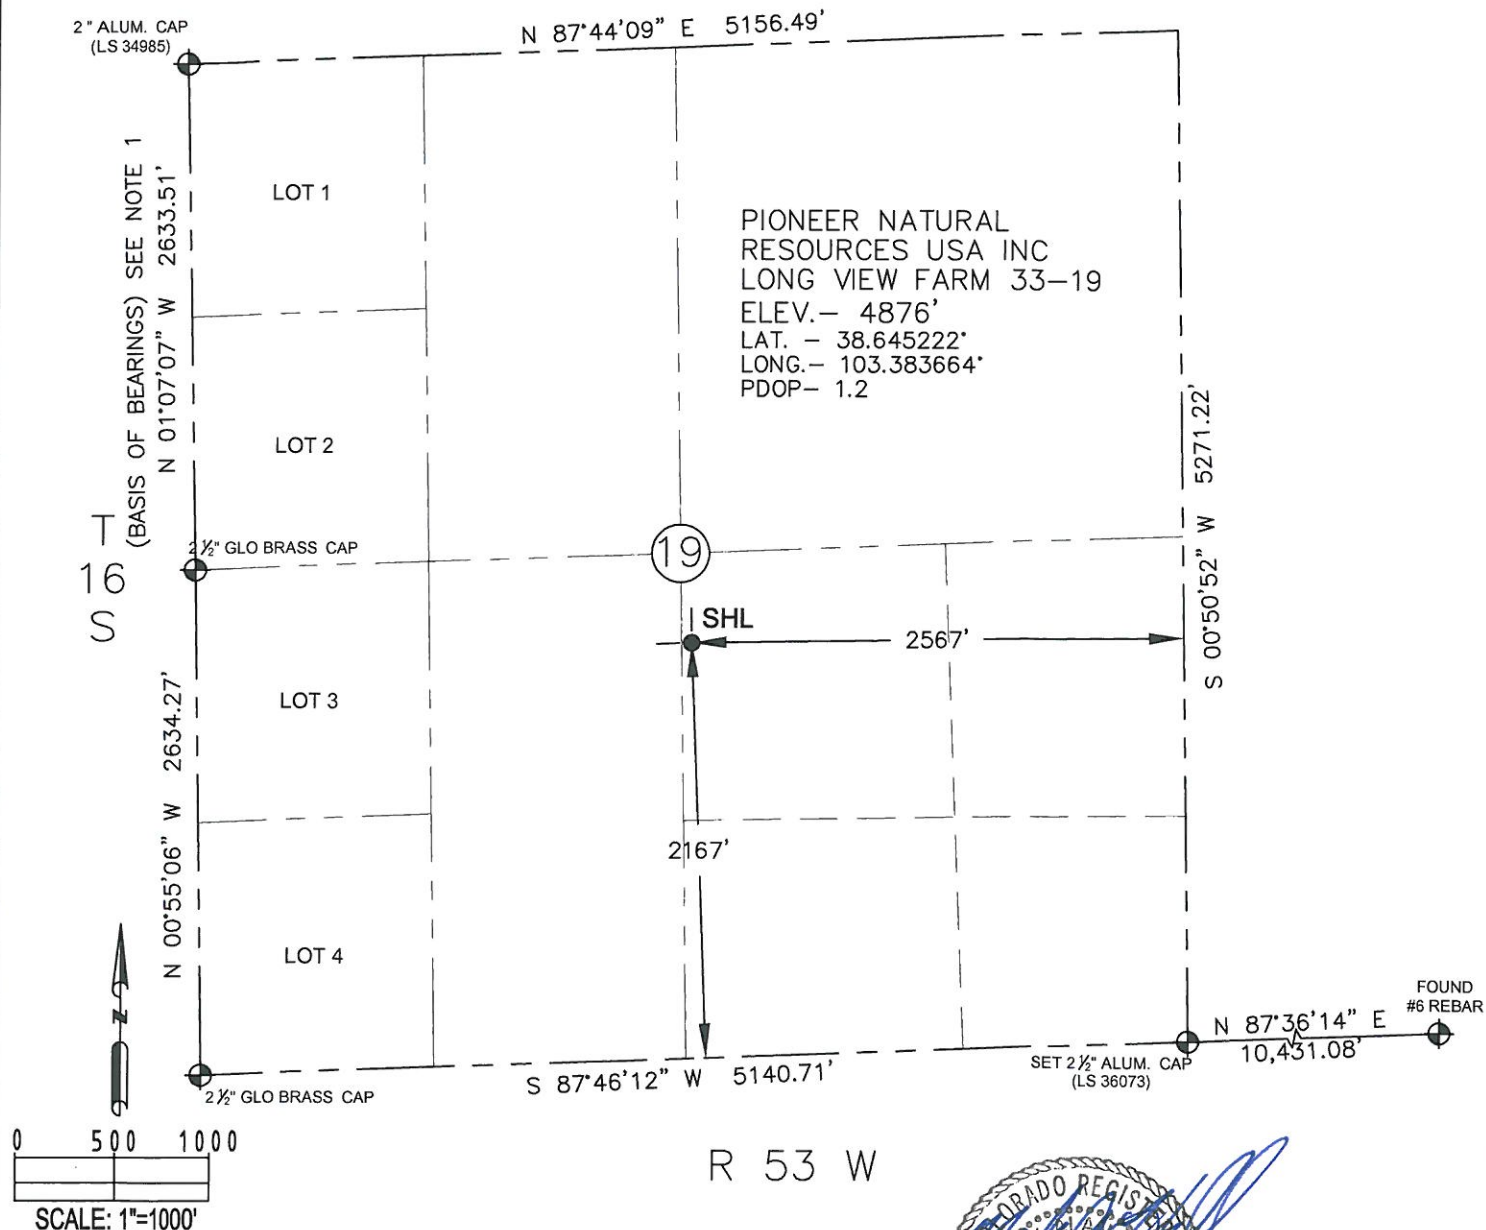 2" ALUM. CAP
(LS 34985)
N 87°44'09" E 5156.49'
(BASIS OF BEARINGS) SEE NOTE 1
N 01°07'07" W 2633.51'
LOT 1
PIONEER NATURAL
RESOURCES USA INC
LONG VIEW FARM 33-19
ELEV.- 4876'
LAT. - 38.645222°
LONG.- 103.383664°
PDOP- 1.2
LOT 2
S 00°50'52" W 5271.22'
T
16
S
2 ½" GLO BRASS CAP
19
SHL
2567'
LOT 3
N 00°55'06" W 2634.27'
2167'
LOT 4
N
FOUND
#6 REBAR
N 87°36'14" E
10,431.08'
SET 2½" ALUM. CAP
(LS 36073)
S 87°46'12" W 5140.71'
2½" GLO BRASS CAP
0 500 1000
SCALE: 1"=1000'
R 53 W